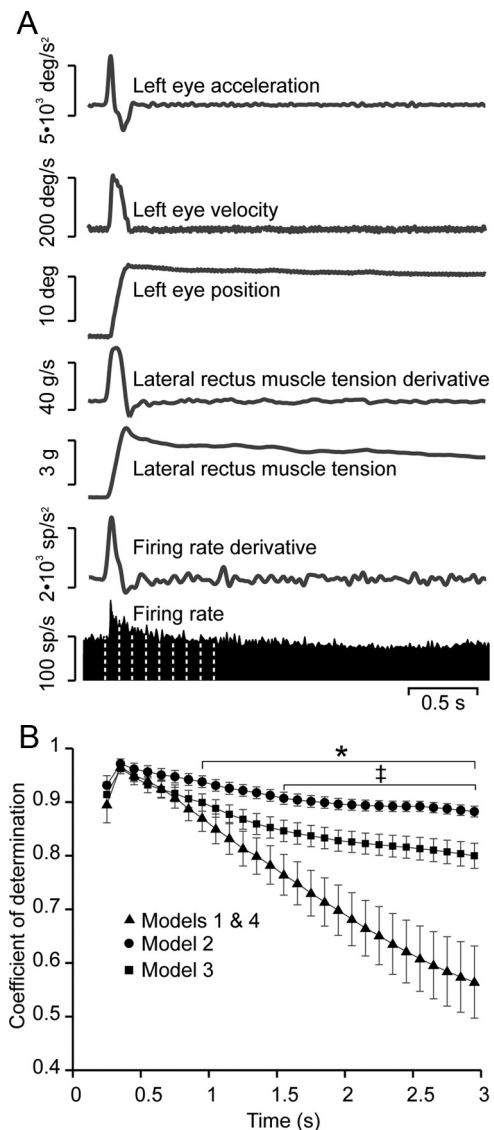 A
5•10³ deg/s²
Left eye acceleration
200 deg/s
Left eye velocity
10 deg
Left eye position
40 g/s
Lateral rectus muscle tension derivative
3 g
Lateral rectus muscle tension
2•10³ sp/s²
Firing rate derivative
100 sp/s
Firing rate
0.5 s
B
Coefficient of determination
1
0.9
0.8
0.7
0.6
0.5
0.4
*
‡
Models 1 & 4
Model 2
Model 3
0 0.5 1 1.5 2 2.5 3
Time (s)